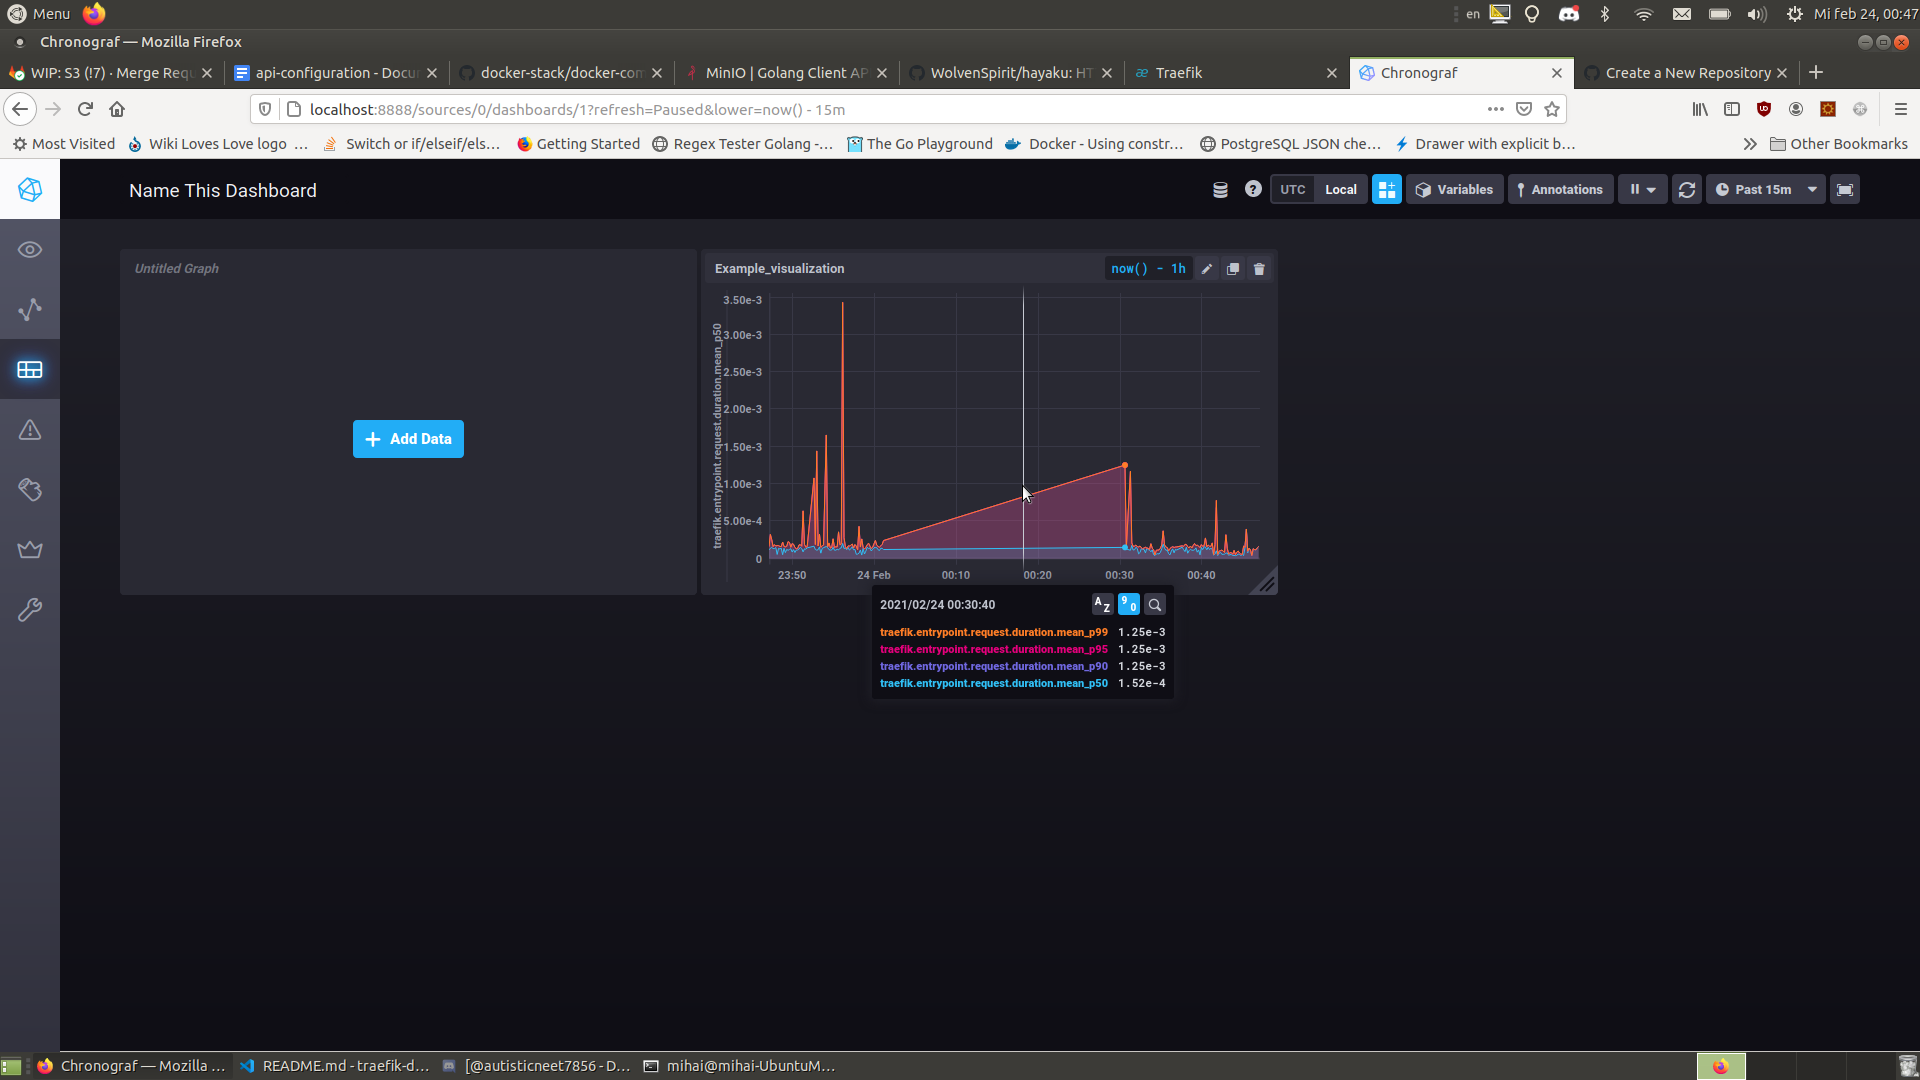 Menu
en
Mi feb 24, 00:47
Chronograf — Mozilla Firefox
WIP: S3 (!7) · Merge Requ
api-configuration - Docu
docker-stack/docker-con
MinIO | Golang Client AP
WolvenSpirit/hayaku: HT
Traefik
Chronograf
Create a New Repository
localhost:8888/sources/0/dashboards/1?refresh=Paused&lower=now() - 15m
Most Visited
Wiki Loves Love logo …
Switch or if/elseif/els…
Getting Started
Regex Tester Golang -…
The Go Playground
Docker - Using constr…
PostgreSQL JSON che…
Drawer with explicit b…
Other Bookmarks
Name This Dashboard
UTC
Local
Variables
Annotations
Past 15m
Untitled Graph
Add Data
Example_visualization
now() - 1h
traefik.entrypoint.request.duration.mean_p50
3.50e-3
3.00e-3
2.50e-3
2.00e-3
1.50e-3
1.00e-3
5.00e-4
0
23:50
24 Feb
00:10
00:20
00:30
00:40
2021/02/24 00:30:40
AZ
90
traefik.entrypoint.request.duration.mean_p99 1.25e-3
traefik.entrypoint.request.duration.mean_p95 1.25e-3
traefik.entrypoint.request.duration.mean_p90 1.25e-3
traefik.entrypoint.request.duration.mean_p50 1.52e-4
Chronograf — Mozilla …
README.md - traefik-d…
[@autisticneet7856 - D…
mihai@mihai-UbuntuM…